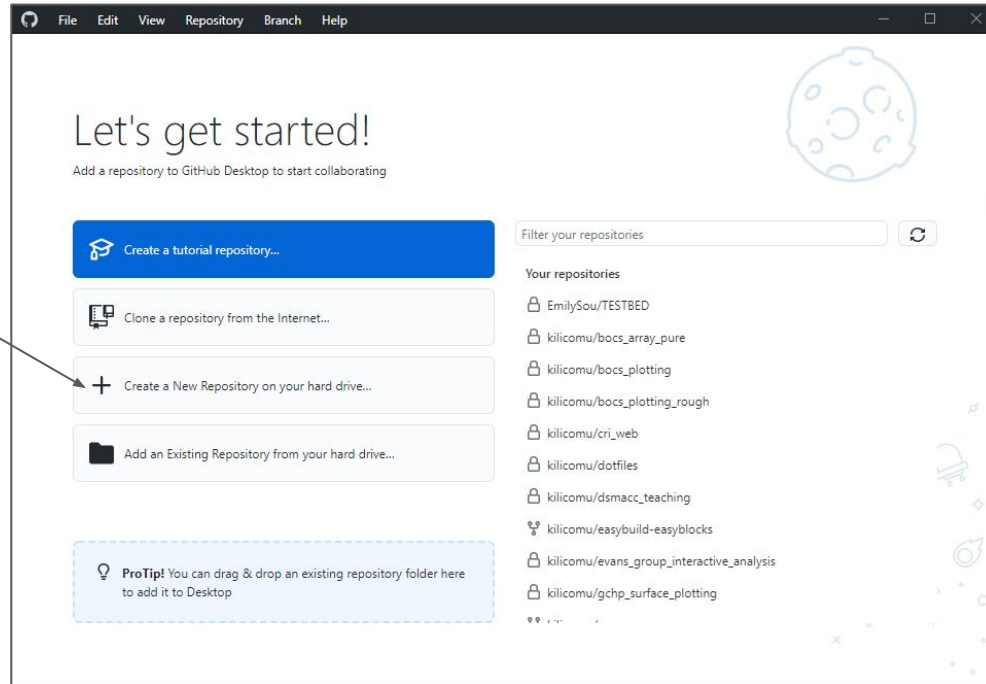 File Edit View Repository Branch Help
Let's get started!
Add a repository to GitHub Desktop to start collaborating
Create a tutorial repository...
Clone a repository from the Internet...
Create a New Repository on your hard drive...
Add an Existing Repository from your hard drive...
ProTip! You can drag & drop an existing repository folder here
to add it to Desktop
Filter your repositories
Your repositories
EmilySou/TESTBED
kilicomu/bocs_array_pure
kilicomu/bocs_plotting
kilicomu/bocs_plotting_rough
kilicomu/cri_web
kilicomu/dotfiles
kilicomu/dsmacc_teaching
kilicomu/easybuild-easyblocks
kilicomu/evans_group_interactive_analysis
kilicomu/gchp_surface_plotting